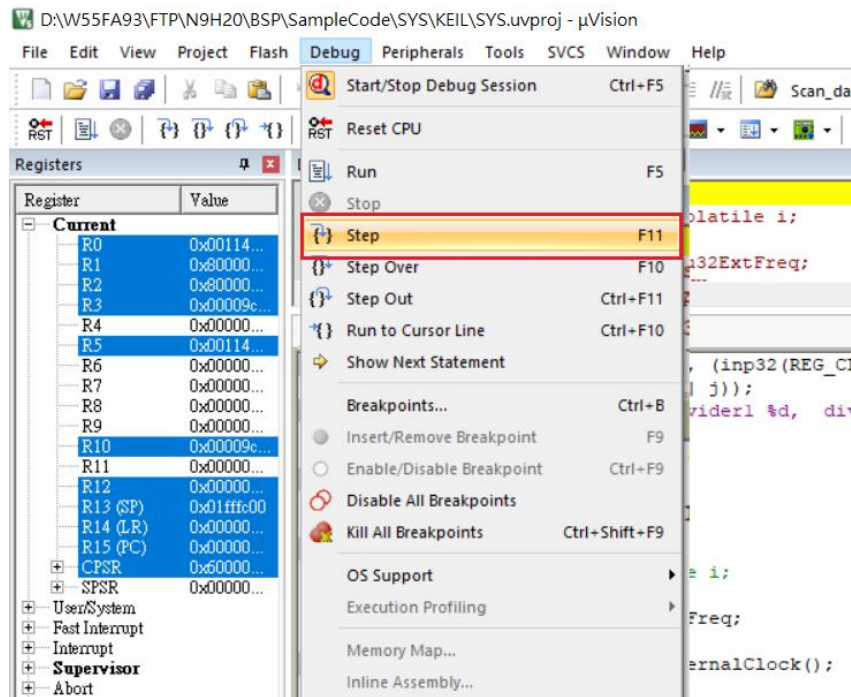 D:\W55FA93\FTP\N9H20\BSP\SampleCode\SYS\KEIL\SYS.uvproj - µVision
File Edit View Project Flash Debug Peripherals Tools SVCS Window Help
Start/Stop Debug Session Ctrl+F5
Scan_da
RST
RST Reset CPU
Registers
Run F5
Register Value
Stop
Current
olatile i;
R0 0x00114...
Step F11
R1 0x80000...
u32ExtFreq;
R2 0x80000...
Step Over F10
R3 0x00009c...
Step Out Ctrl+F11
R4 0x00000...
Run to Cursor Line Ctrl+F10
R5 0x00114...
Show Next Statement
R6 0x00000...
, (inp32(REG_C
R7 0x00000...
| j));
R8 0x00000...
Breakpoints... Ctrl+B
vider1 %d, di
R9 0x00000...
Insert/Remove Breakpoint F9
R10 0x00009c...
Enable/Disable Breakpoint Ctrl+F9
R11 0x00000...
R12 0x00000...
Disable All Breakpoints
R13 (SP) 0x01fffc00
R14 (LR) 0x00000...
Kill All Breakpoints Ctrl+Shift+F9
R15 (PC) 0x00000...
CPSR 0x60000...
OS Support
e i;
SPSR 0x00000...
User/System
Execution Profiling
Freq;
Fast Interrupt
Interrupt
Memory Map...
Supervisor
ernalClock();
Abort
Inline Assembly...